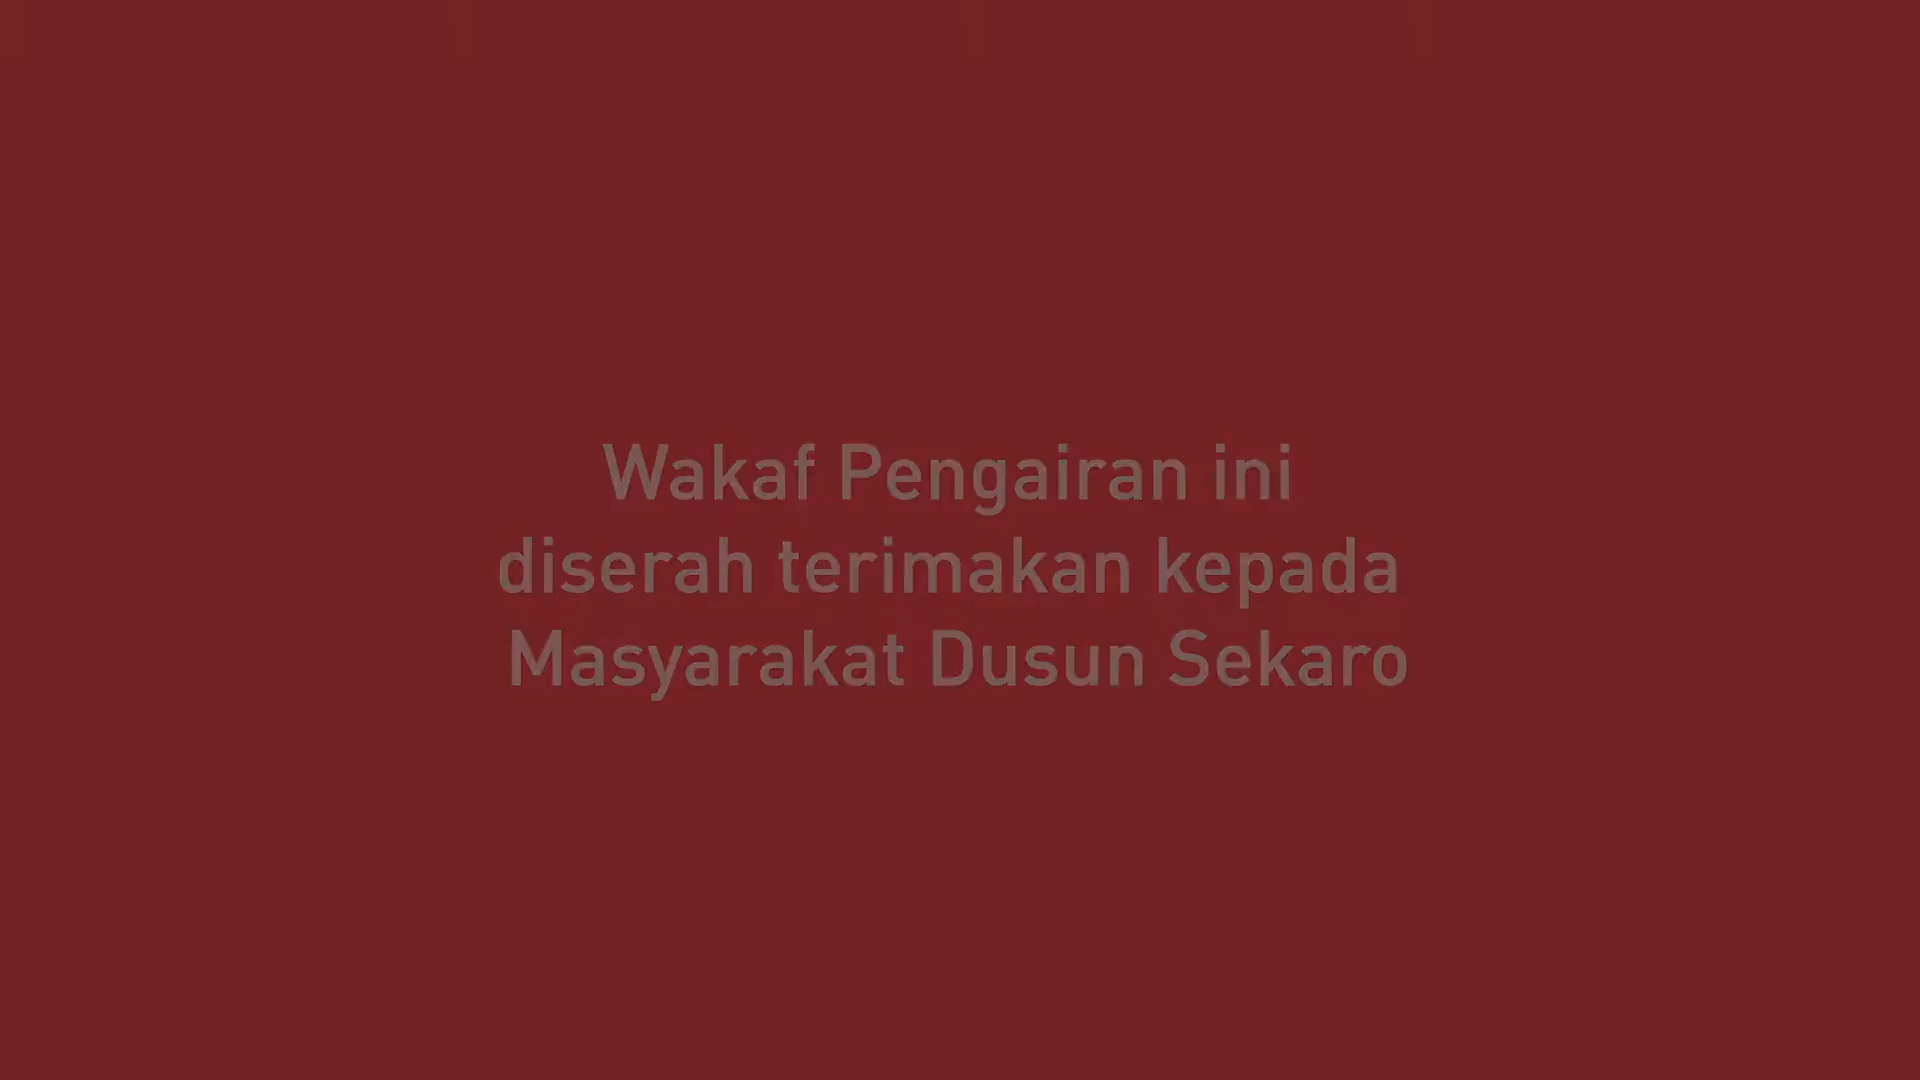 Wakaf Pengairan ini
diserah terimakan kepada
Masyarakat Dusun Sekaro